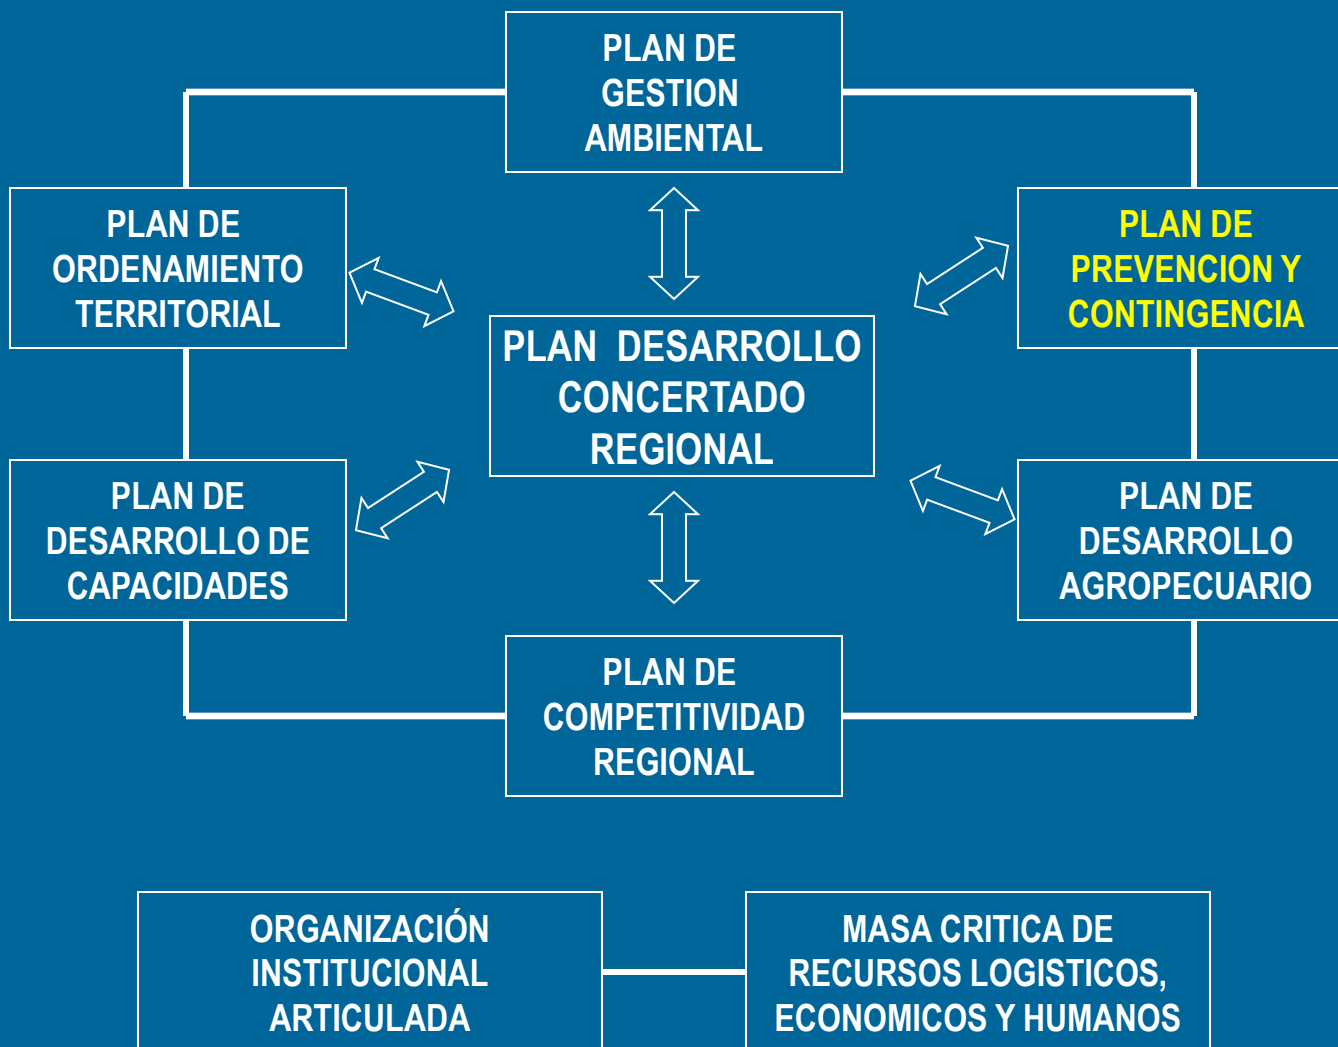 PLAN DE
GESTION
AMBIENTAL
PLAN DE
ORDENAMIENTO
TERRITORIAL
PLAN DE
PREVENCION Y
CONTINGENCIA
PLAN DESARROLLO
CONCERTADO
REGIONAL
PLAN DE
DESARROLLO DE
CAPACIDADES
PLAN DE
DESARROLLO
AGROPECUARIO
PLAN DE
COMPETITIVIDAD
REGIONAL
ORGANIZACIÓN
INSTITUCIONAL
ARTICULADA
MASA CRITICA DE
RECURSOS LOGISTICOS,
ECONOMICOS Y HUMANOS